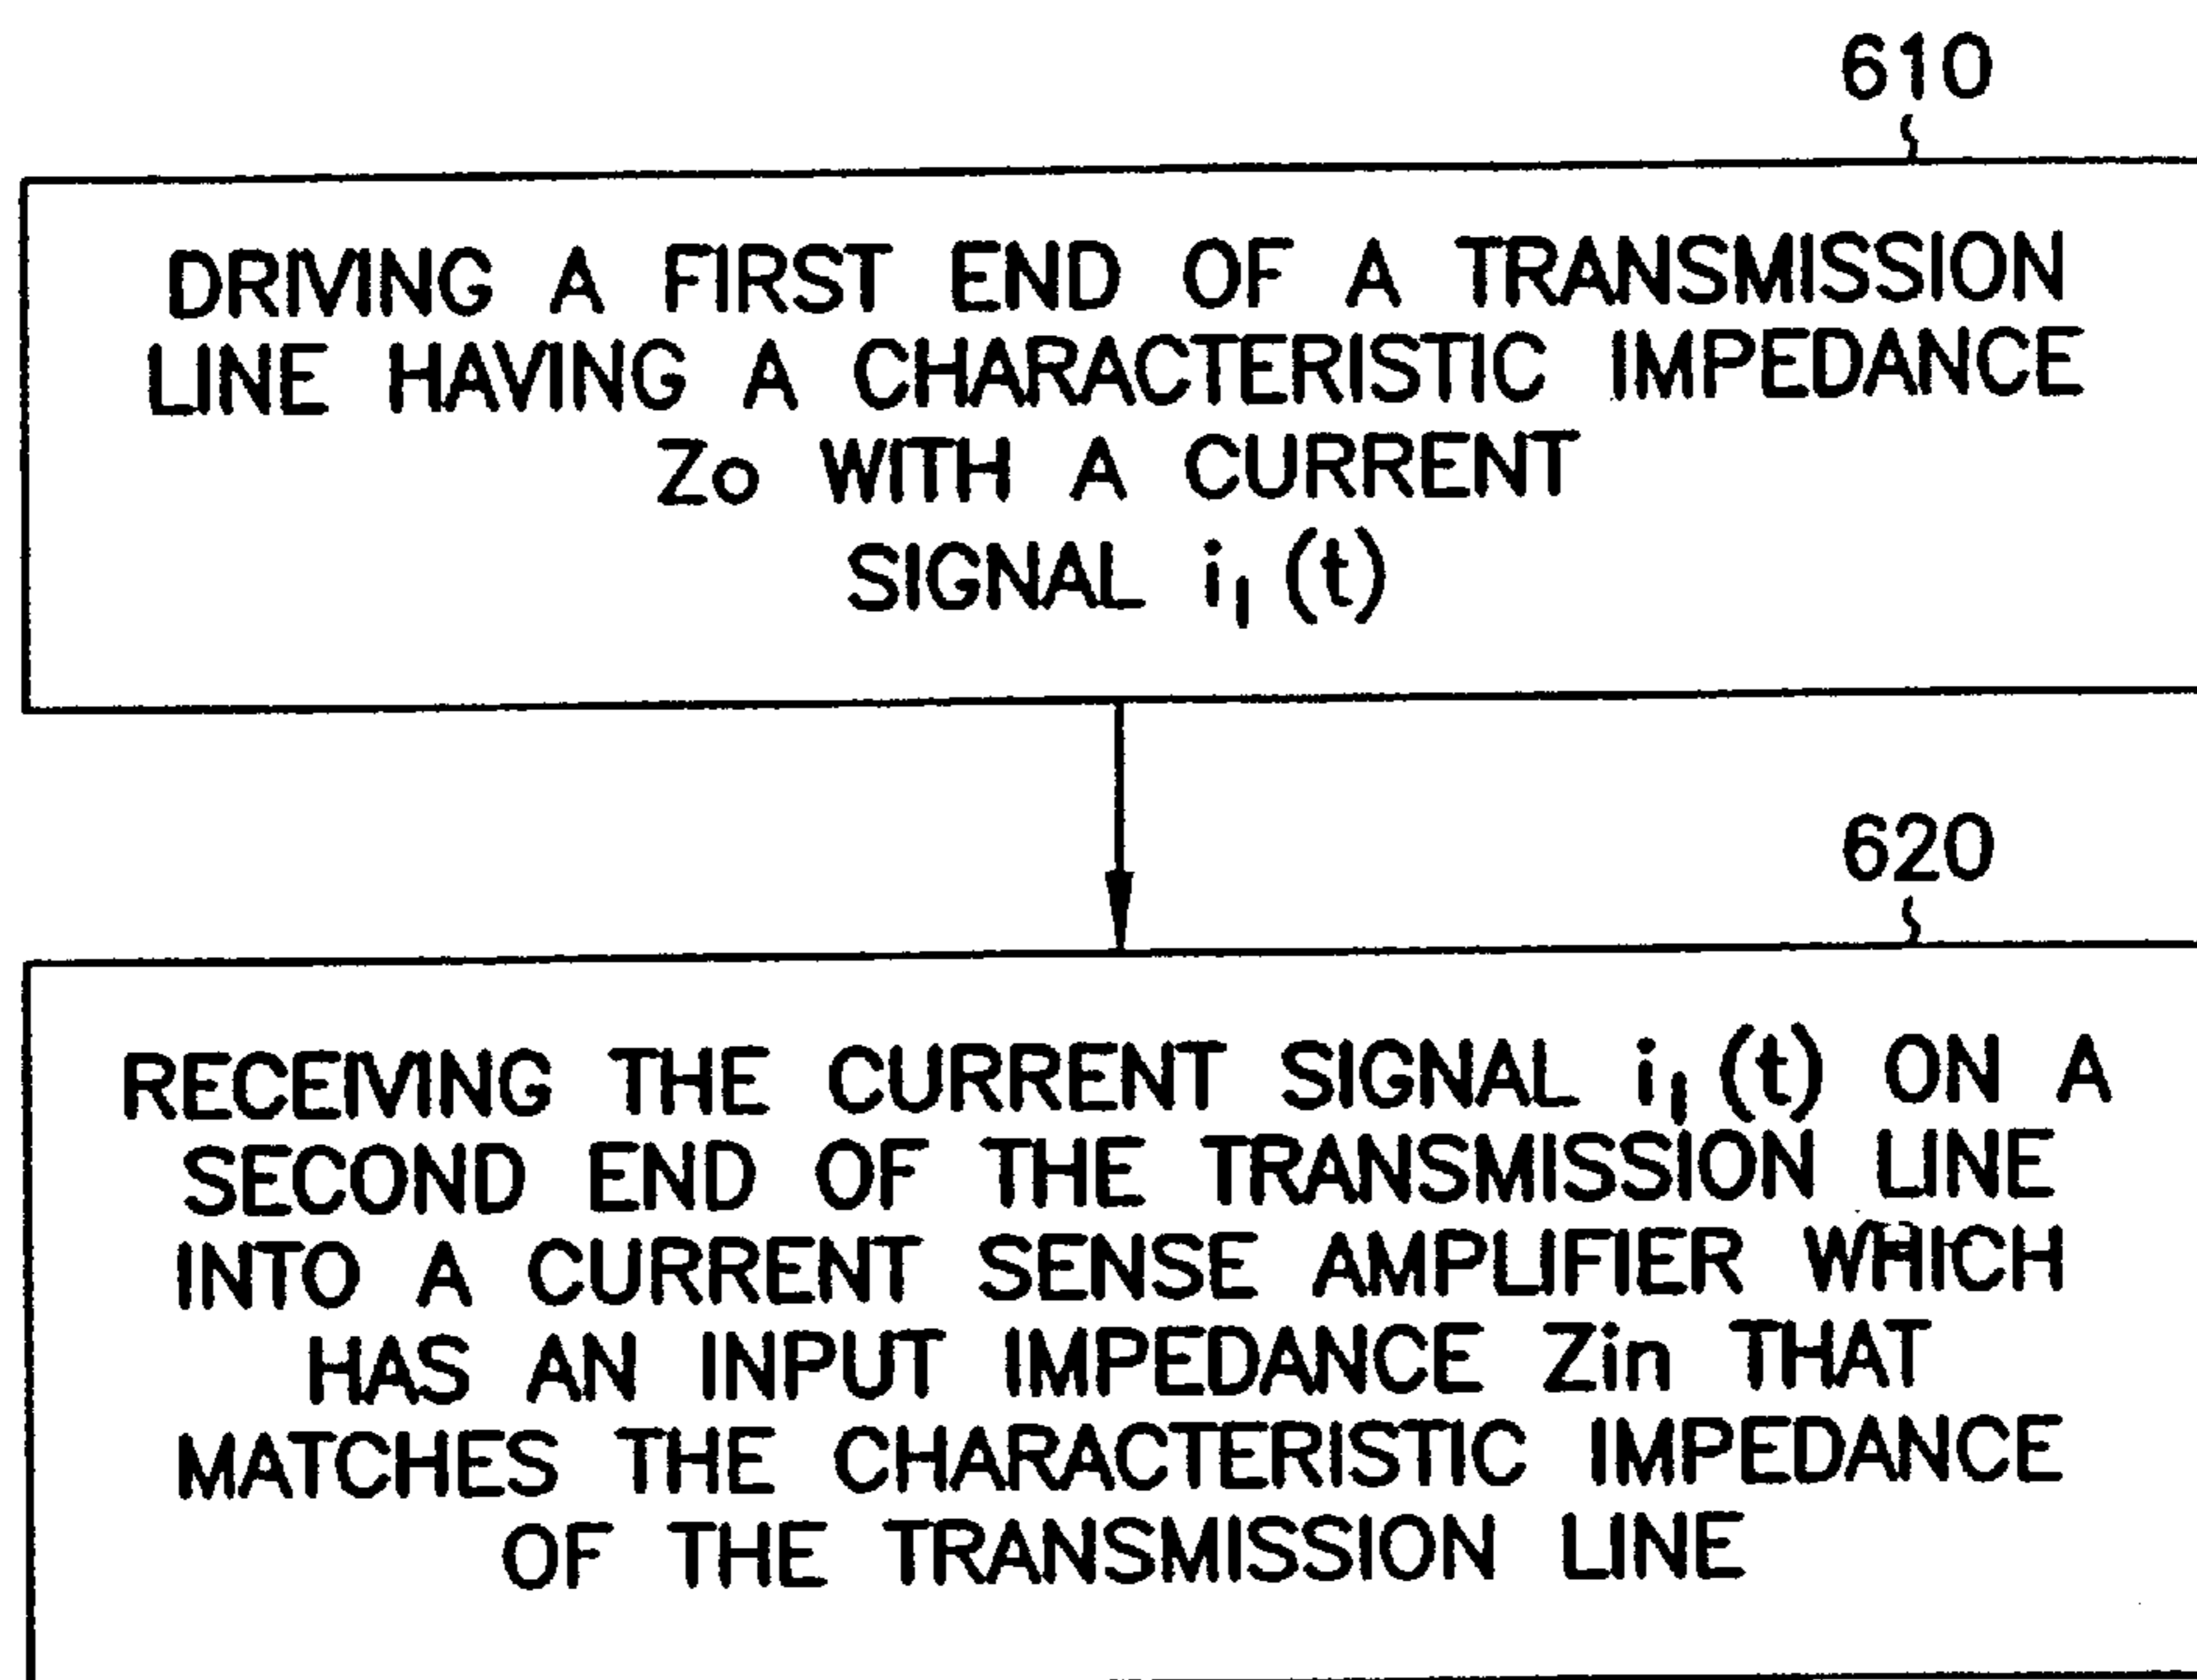 610
DRIVING A FIRST END OF A TRANSMISSION
LINE HAVING A CHARACTERISTIC IMPEDANCE
Zo WITH A CURRENT
SIGNAL i₁ (t)
620
RECEIVING THE CURRENT SIGNAL i₁ (t) ON A
SECOND END OF THE TRANSMISSION LINE
INTO A CURRENT SENSE AMPLIFIER WHICH
HAS AN INPUT IMPEDANCE Zin THAT
MATCHES THE CHARACTERISTIC IMPEDANCE
OF THE TRANSMISSION LINE